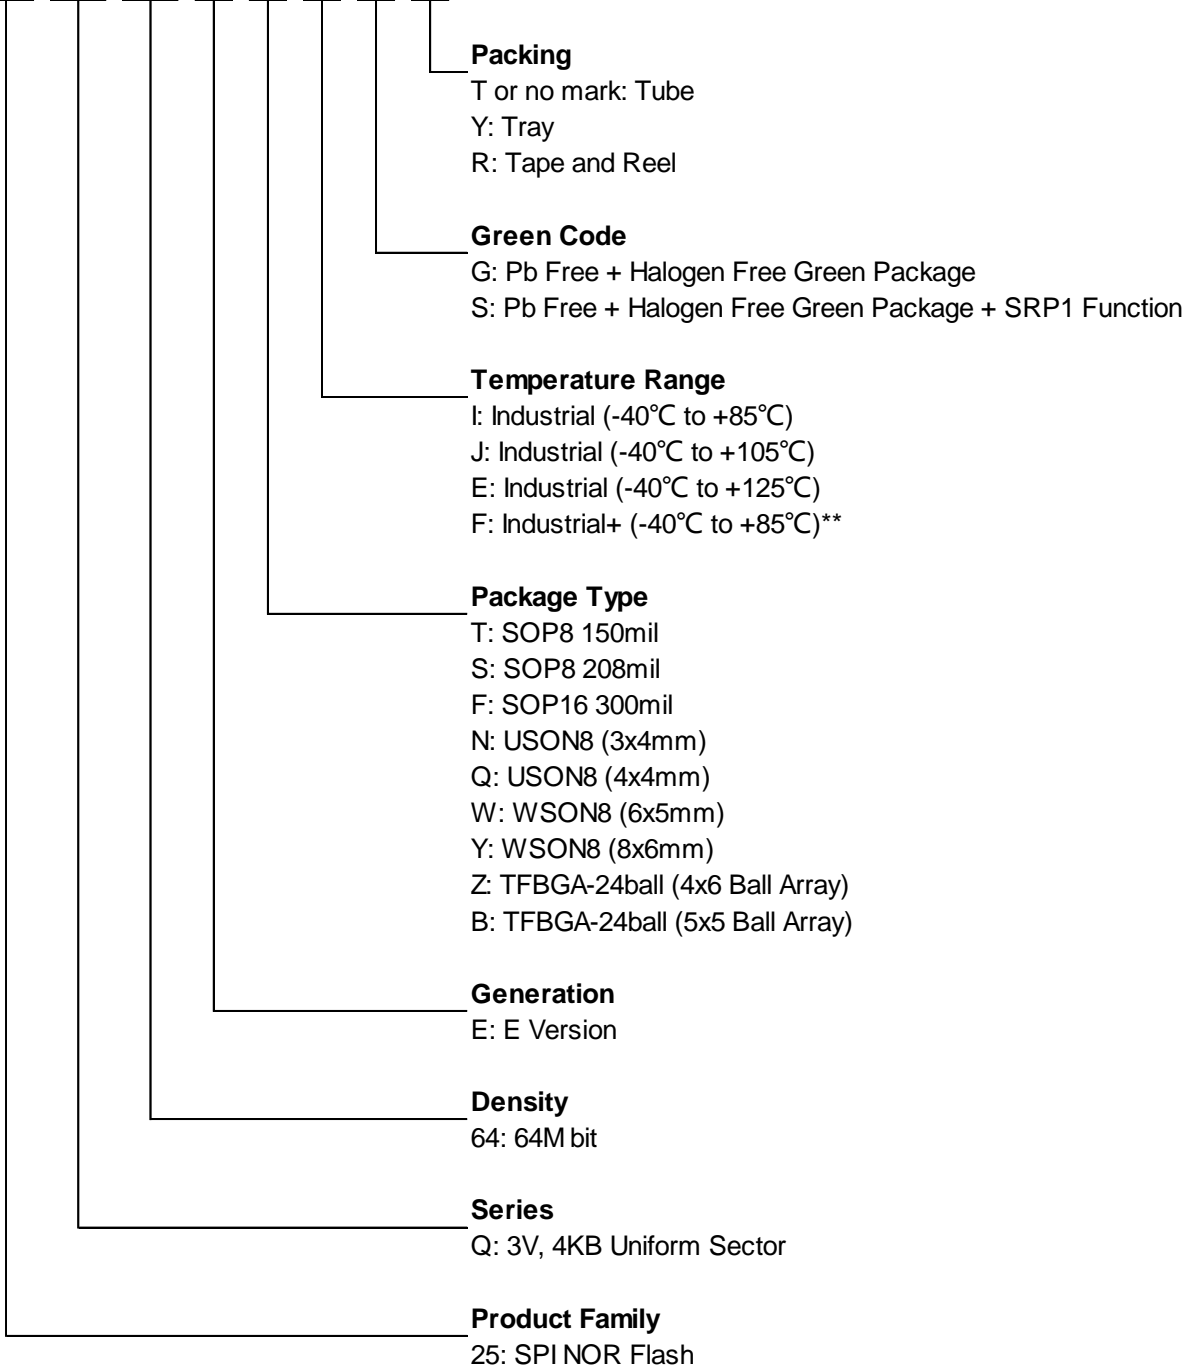 Packing
T or no mark: Tube
Y: Tray
R: Tape and Reel
Green Code
G: Pb Free + Halogen Free Green Package
S: Pb Free + Halogen Free Green Package + SRP1 Function
Temperature Range
I: Industrial (-40℃ to +85℃)
J: Industrial (-40℃ to +105℃)
E: Industrial (-40℃ to +125℃)
F: Industrial+ (-40℃ to +85℃)**
Package Type
T: SOP8 150mil
S: SOP8 208mil
F: SOP16 300mil
N: USON8 (3x4mm)
Q: USON8 (4x4mm)
W: WSON8 (6x5mm)
Y: WSON8 (8x6mm)
Z: TFBGA-24ball (4x6 Ball Array)
B: TFBGA-24ball (5x5 Ball Array)
Generation
E: E Version
Density
64: 64M bit
Series
Q: 3V, 4KB Uniform Sector
Product Family
25: SPI NOR Flash